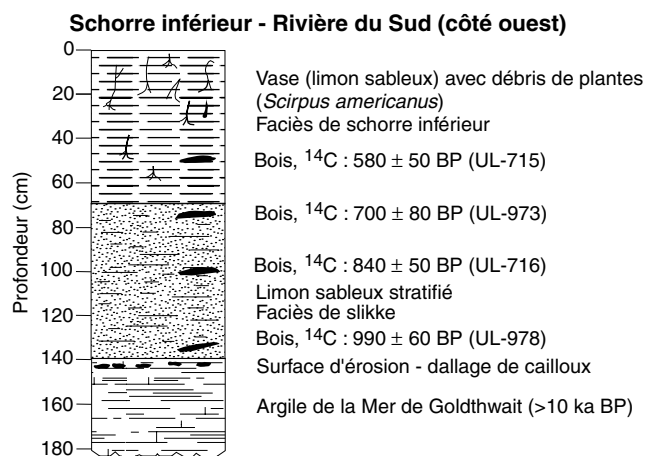 Schorre inférieur - Rivière du Sud (côté ouest)
Profondeur (cm)
0
20
40
60
80
100
120
140
160
180
Vase (limon sableux) avec débris de plantes
(Scirpus americanus)
Faciès de schorre inférieur
Bois, ¹⁴C : 580 ± 50 BP (UL-715)
Bois, ¹⁴C : 700 ± 80 BP (UL-973)
Bois, ¹⁴C : 840 ± 50 BP (UL-716)
Limon sableux stratifié
Faciès de slikke
Bois, ¹⁴C : 990 ± 60 BP (UL-978)
Surface d'érosion - dallage de cailloux
Argile de la Mer de Goldthwait (>10 ka BP)